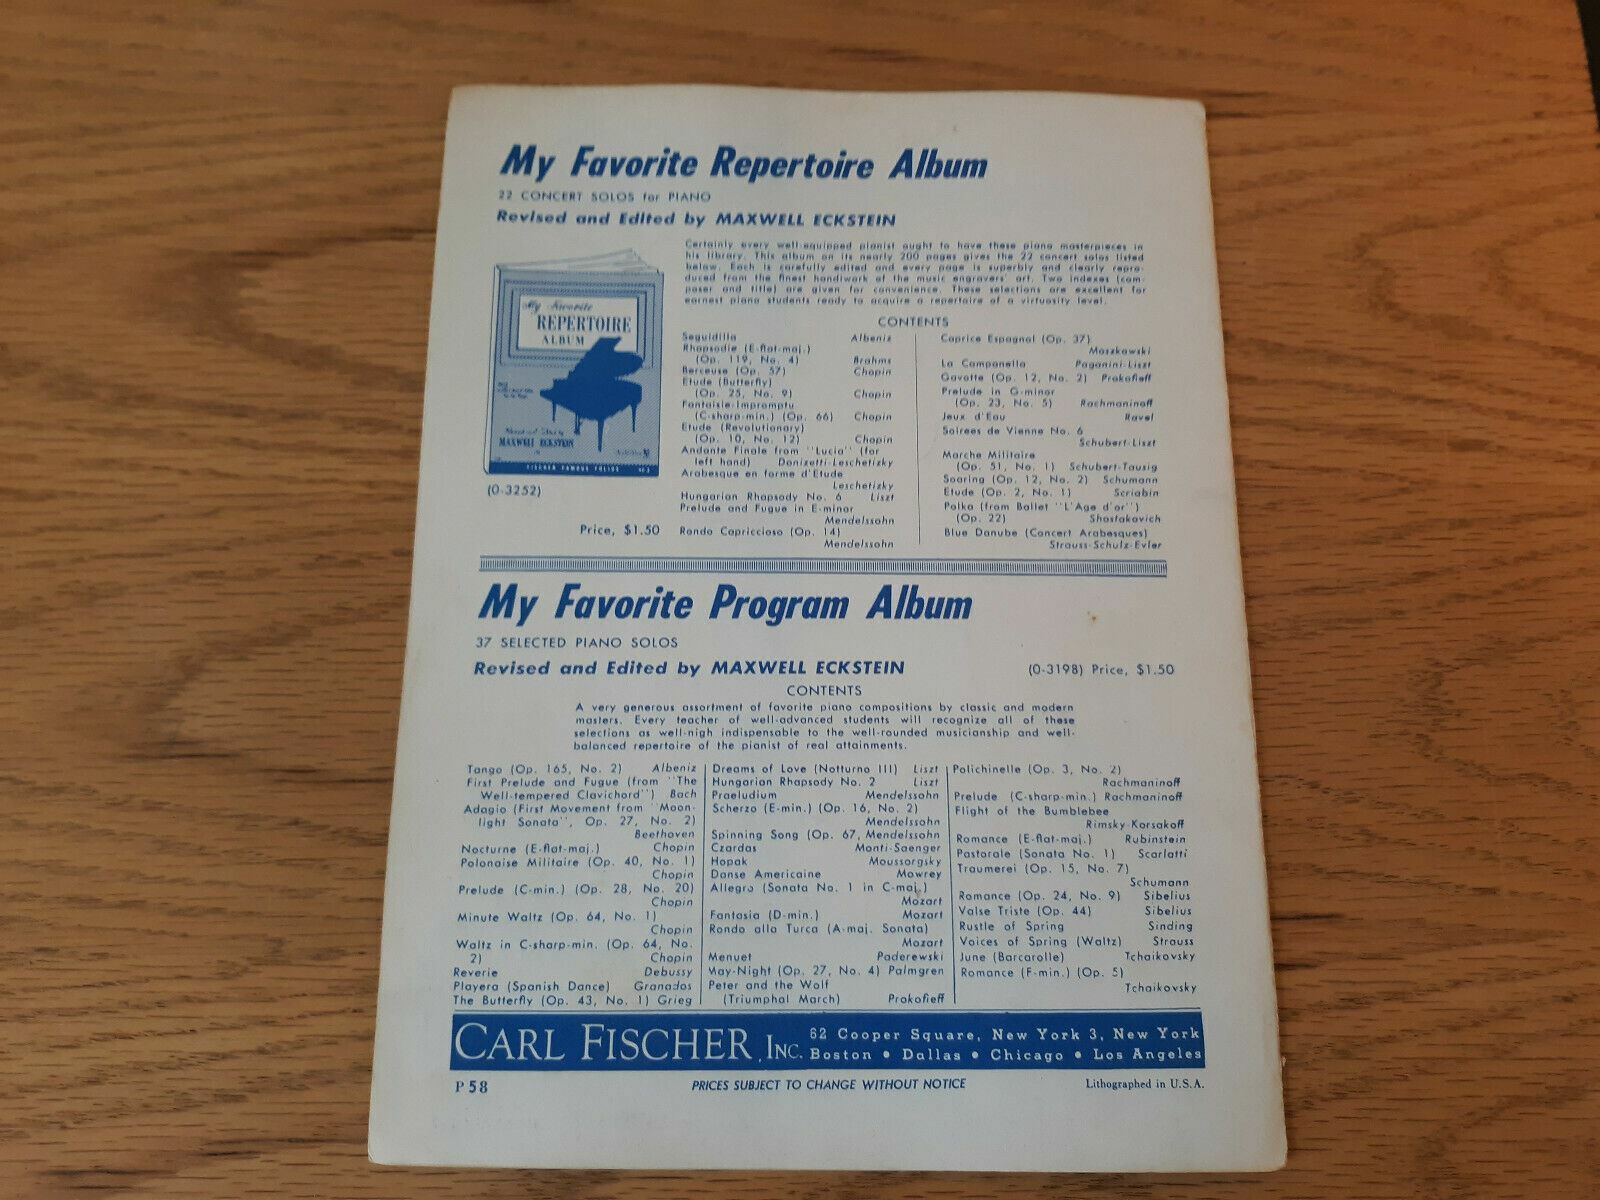 My Favorite Repertoire Album
22 CONCERT SOLOS for PIANO
Revised and Edited by MAXWELL ECKSTEIN
Certainly every well-equipped pianist ought to have these piano masterpieces in
his library. This album on its nearly 200 pages gives the 22 concert solos listed
below. Each is carefully edited and every page is superbly and clearly repro-
duced from the finest handiwork of the music engravers' art. Two indexes (com-
poser and title) are given for convenience. These selections are excellent for
earnest piano students ready to acquire a repertoire of a virtuosity level.
My Favorite
REPERTOIRE
ALBUM
MAXWELL ECKSTEIN
FISCHER FAMOUS FOLIOS
(0-3252)
Price, $1.50
CONTENTS
Seguidilla Albeniz
Rhapsodie (E-flat-maj.)
(Op. 119, No. 4) Brahms
Berceuse (Op. 57) Chopin
Etude (Butterfly)
(Op. 25, No. 9) Chopin
Fantaisie-Impromptu
(C-sharp-min.) (Op. 66) Chopin
Etude (Revolutionary)
(Op. 10, No. 12) Chopin
Andante Finale from "Lucia" (for
left hand) Donizetti-Leschetizky
Arabesque en forme d'Etude
Leschetizky
Hungarian Rhapsody No. 6 Liszt
Prelude and Fugue in E-minor
Mendelssohn
Rondo Capriccioso (Op. 14)
Mendelssohn
Caprice Espagnol (Op. 37)
Moszkowski
La Campanella Paganini-Liszt
Gavotte (Op. 12, No. 2) Prokofieff
Prelude in G-minor
(Op. 23, No. 5) Rachmaninoff
Jeux d'Eau Ravel
Soirees de Vienne No. 6
Schubert-Liszt
Marche Militaire
(Op. 51, No. 1) Schubert-Tausig
Soaring (Op. 12, No. 2) Schumann
Etude (Op. 2, No. 1) Scriabin
Polka (from Ballet "L'Age d'or")
(Op. 22) Shostakovich
Blue Danube (Concert Arabesques)
Strauss-Schulz-Evler
My Favorite Program Album
37 SELECTED PIANO SOLOS
Revised and Edited by MAXWELL ECKSTEIN (0-3198) Price, $1.50
CONTENTS
A very generous assortment of favorite piano compositions by classic and modern
masters. Every teacher of well-advanced students will recognize all of these
selections as well-nigh indispensable to the well-rounded musicianship and well-
balanced repertoire of the pianist of real attainments.
Tango (Op. 165, No. 2) Albeniz
First Prelude and Fugue (from "The
Well-tempered Clavichord") Bach
Adagio (First Movement from "Moon-
light Sonata", Op. 27, No. 2)
Beethoven
Nocturne (E-flat-maj.) Chopin
Polonaise Militaire (Op. 40, No. 1)
Chopin
Prelude (C-min.) (Op. 28, No. 20)
Chopin
Minute Waltz (Op. 64, No. 1)
Chopin
Waltz in C-sharp-min. (Op. 64, No.
2) Chopin
Reverie Debussy
Playera (Spanish Dance) Granados
The Butterfly (Op. 43, No. 1) Grieg
Dreams of Love (Notturno III) Liszt
Hungarian Rhapsody No. 2 Liszt
Praeludium Mendelssohn
Scherzo (E-min.) (Op. 16, No. 2)
Mendelssohn
Spinning Song (Op. 67, Mendelssohn
Czardas Monti-Saenger
Hopak Moussorgsky
Danse Americaine Mowrey
Allegro (Sonata No. 1 in C-maj.)
Mozart
Fantasia (D-min.) Mozart
Rondo alla Turca (A-maj. Sonata)
Mozart
Menuet Paderewski
May-Night (Op. 27, No. 4) Palmgren
Peter and the Wolf
(Triumphal March) Prokofieff
Polichinelle (Op. 3, No. 2)
Rachmaninoff
Prelude (C-sharp-min.) Rachmaninoff
Flight of the Bumblebee
Rimsky-Korsakoff
Romance (E-flat-maj.) Rubinstein
Pastorale (Sonata No. 1) Scarlatti
Traumerei (Op. 15, No. 7)
Schumann
Romance (Op. 24, No. 9) Sibelius
Valse Triste (Op. 44) Sibelius
Rustle of Spring Sinding
Voices of Spring (Waltz) Strauss
June (Barcarolle) Tchaikovsky
Romance (F-min.) (Op. 5)
Tchaikovsky
CARL FISCHER, INC.
62 Cooper Square, New York 3, New York
Boston • Dallas • Chicago • Los Angeles
P 58 PRICES SUBJECT TO CHANGE WITHOUT NOTICE Lithographed in U.S.A.